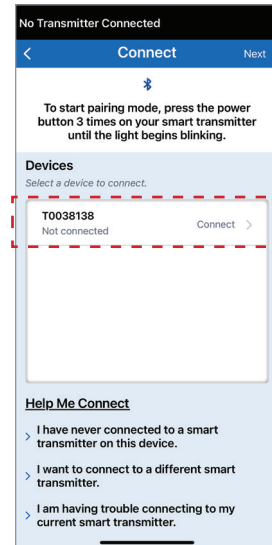 No Transmitter Connected
Connect Next
To start pairing mode, press the power
button 3 times on your smart transmitter
until the light begins blinking.
Devices
Select a device to connect.
T0038138
Not connected Connect
Help Me Connect
I have never connected to a smart
transmitter on this device.
I want to connect to a different smart
transmitter.
I am having trouble connecting to my
current smart transmitter.